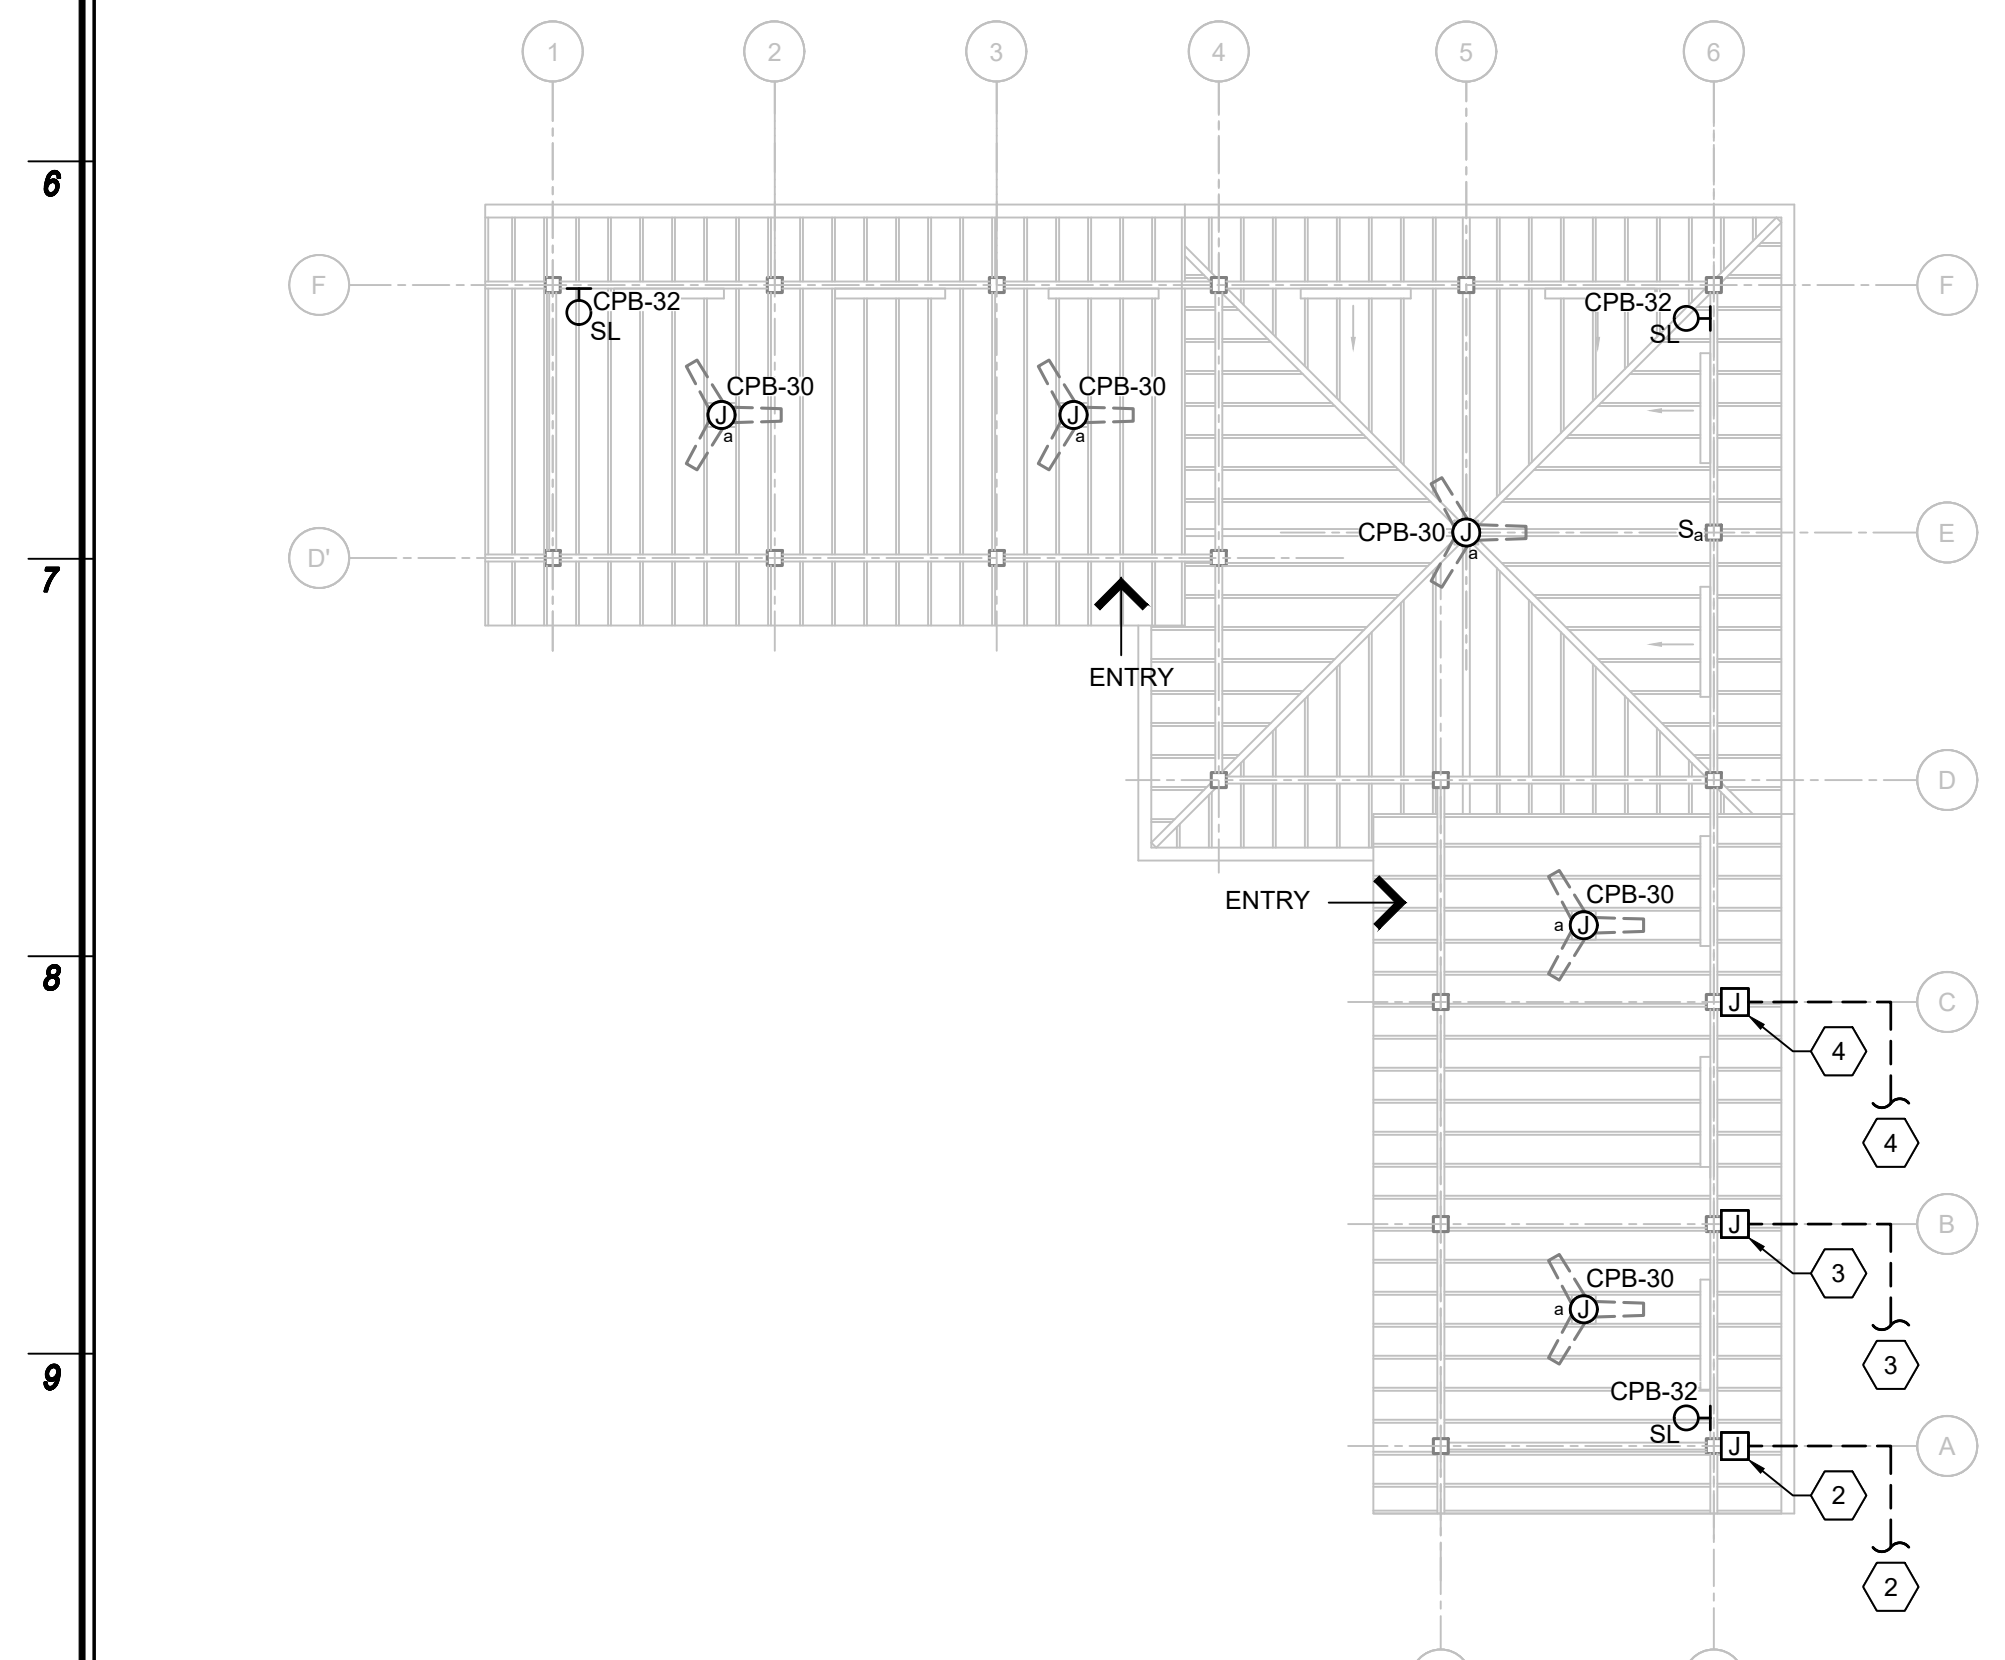 1 2 3 4 5 6
6
F F
CPB-32 CPB-32
SL SL
CPB-30 CPB-30
J J
a a
CPB-30 J Sa E
a
D'
7
ENTRY
D
ENTRY
CPB-30
a J
8
J C
4
4
J B
3
CPB-30
a J
3
9
CPB-32
SL
J A
2
2